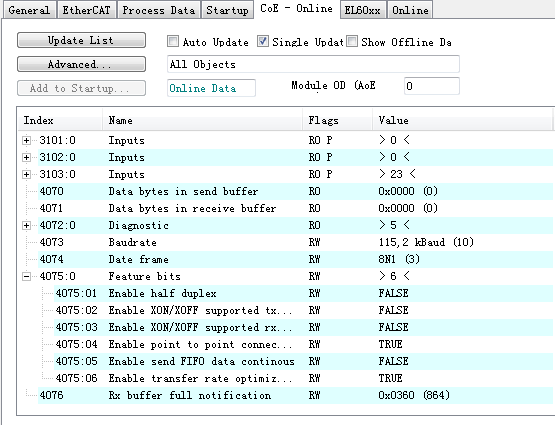 General EtherCAT Process Data Startup CoE - Online EL60xx Online
Update List Auto Update Single Updat Show Offline Da
Advanced... All Objects
Add to Startup... Online Data Module OD (AoE 0
Index Name Flags Value
3101:0 Inputs RO P > 0 <
3102:0 Inputs RO P > 0 <
3103:0 Inputs RO P > 23 <
4070 Data bytes in send buffer RO 0x0000 (0)
4071 Data bytes in receive buffer RO 0x0000 (0)
4072:0 Diagnostic RO > 5 <
4073 Baudrate RW 115,2 kBaud (10)
4074 Date frame RW 8N1 (3)
4075:0 Feature bits RW > 6 <
4075:01 Enable half duplex RW FALSE
4075:02 Enable XON/XOFF supported tx... RW FALSE
4075:03 Enable XON/XOFF supported rx... RW FALSE
4075:04 Enable point to point connec... RW TRUE
4075:05 Enable send FIFO data continous RW FALSE
4075:06 Enable transfer rate optimiz... RW TRUE
4076 Rx buffer full notification RW 0x0360 (864)